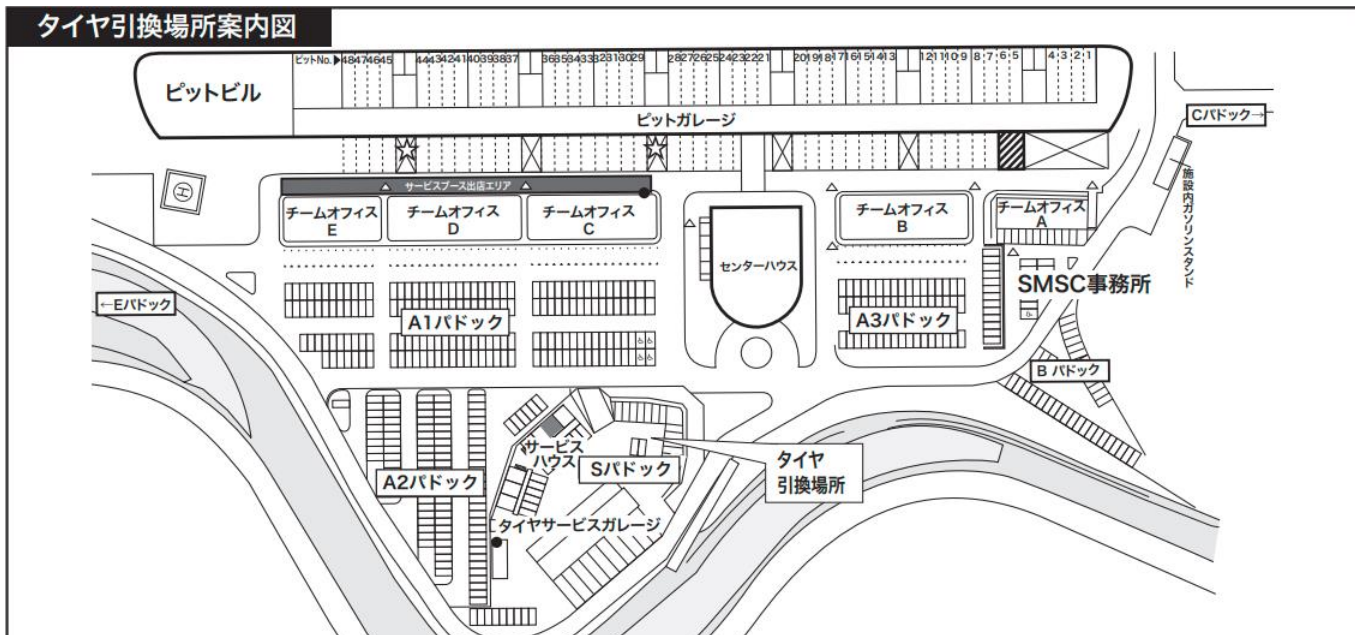 タイヤ引換場所案内図
ピットNo.▶48 47 46 45 44 43 42 41 40 39 38 37 36 35 34 33 32 31 30 29 28 27 26 25 24 23 22 21 20 19 18 17 16 15 14 13 12 11 10 9 8 7 6 5 4 3 2 1
ピットビル
ピットガレージ
Cパドック→
施設内ガソリンスタンド
H
サービスブース出店エリア
チームオフィス
E
チームオフィス
D
チームオフィス
C
チームオフィス
B
チームオフィス
A
センターハウス
SMSC事務所
←Eパドック
A1パドック
A3パドック
B パドック
サービス
ハウス
Sパドック
タイヤ
引換場所
A2パドック
タイヤサービスガレージ